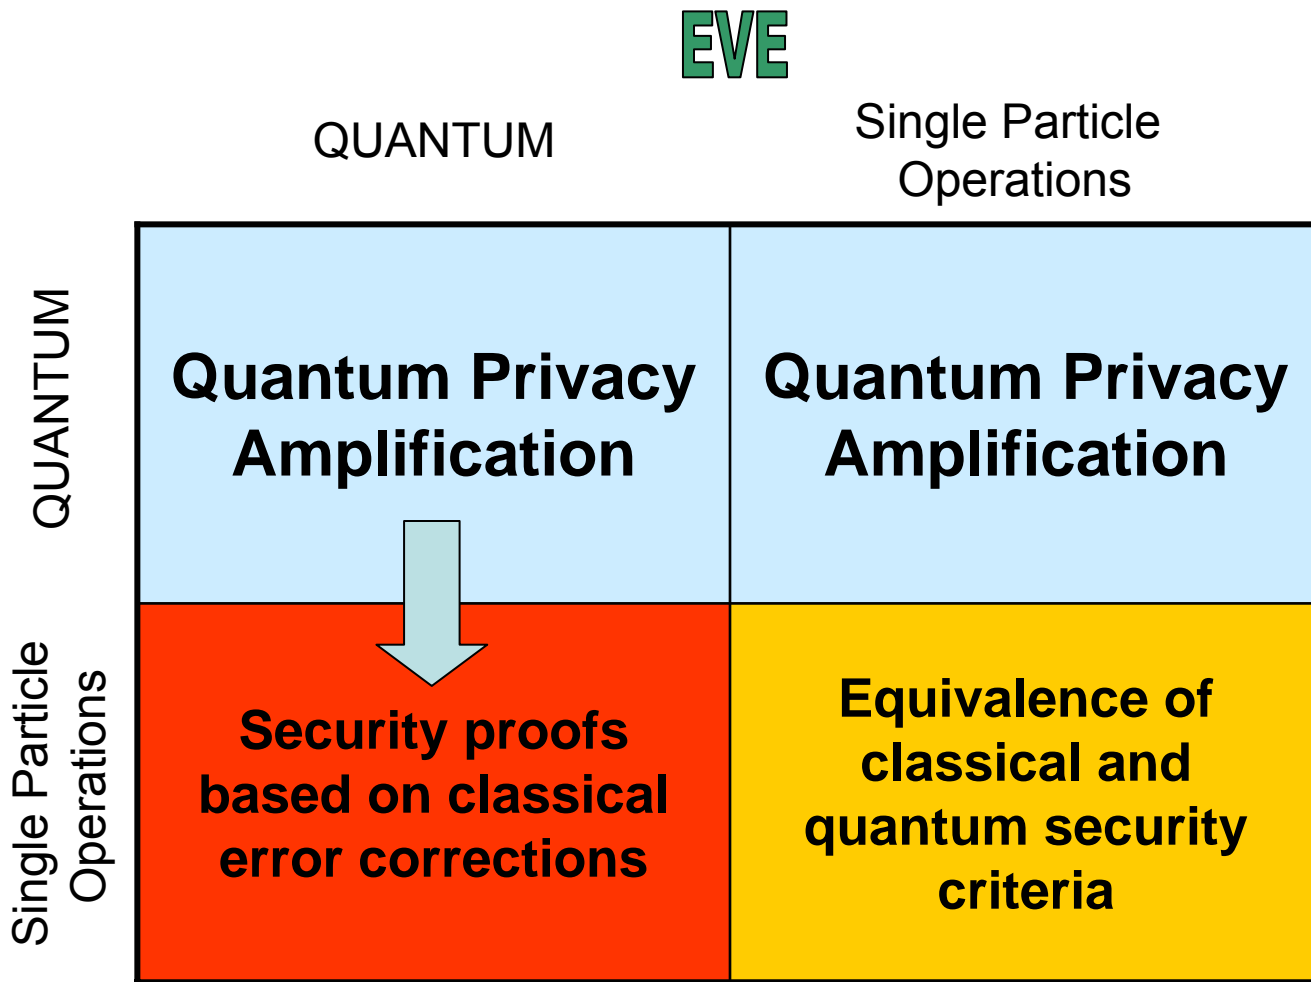 EVE
QUANTUM
Single Particle
Operations
QUANTUM
Quantum Privacy
Amplification
Quantum Privacy
Amplification
Single Particle
Operations
Security proofs
based on classical
error corrections
Equivalence of
classical and
quantum security
criteria